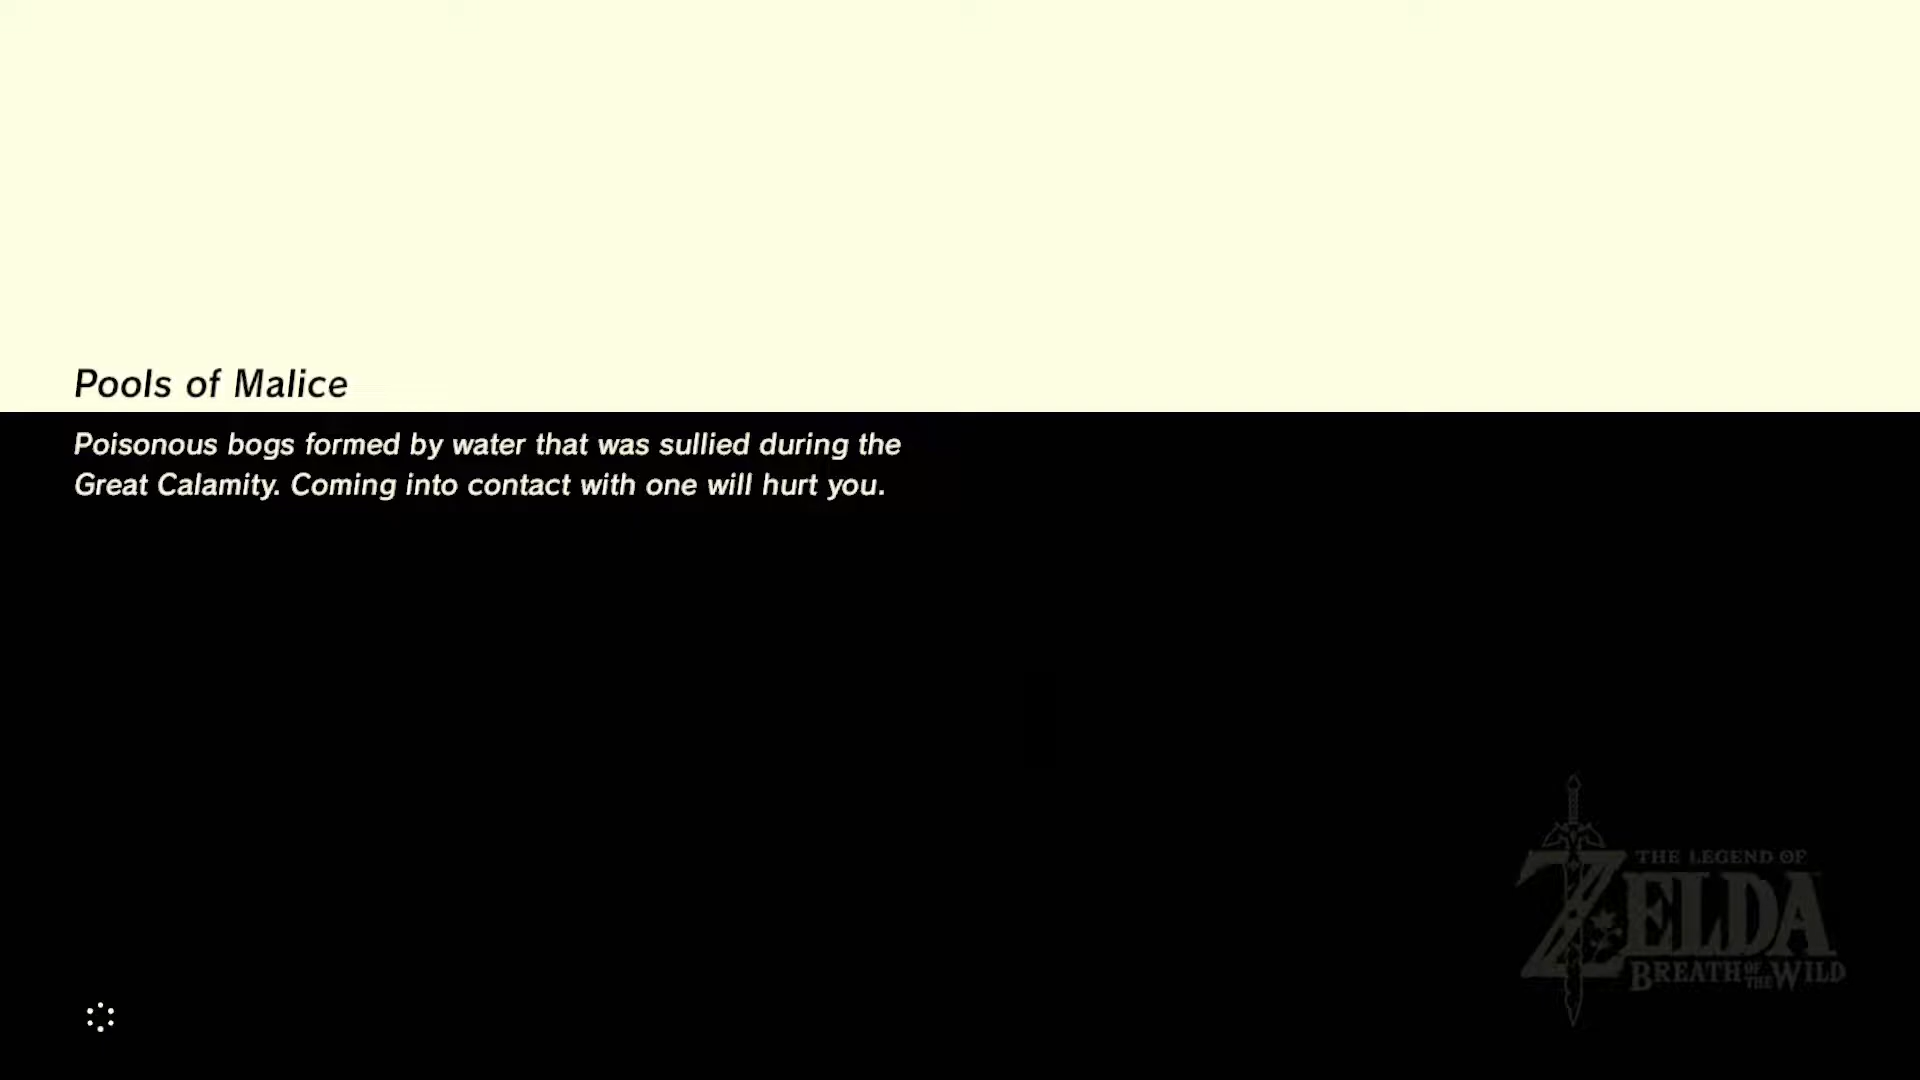 Pools of Malice
Poisonous bogs formed by water that was sullied during the
Great Calamity. Coming into contact with one will hurt you.
THE LEGEND OF
ZELDA
BREATH OF THE WILD